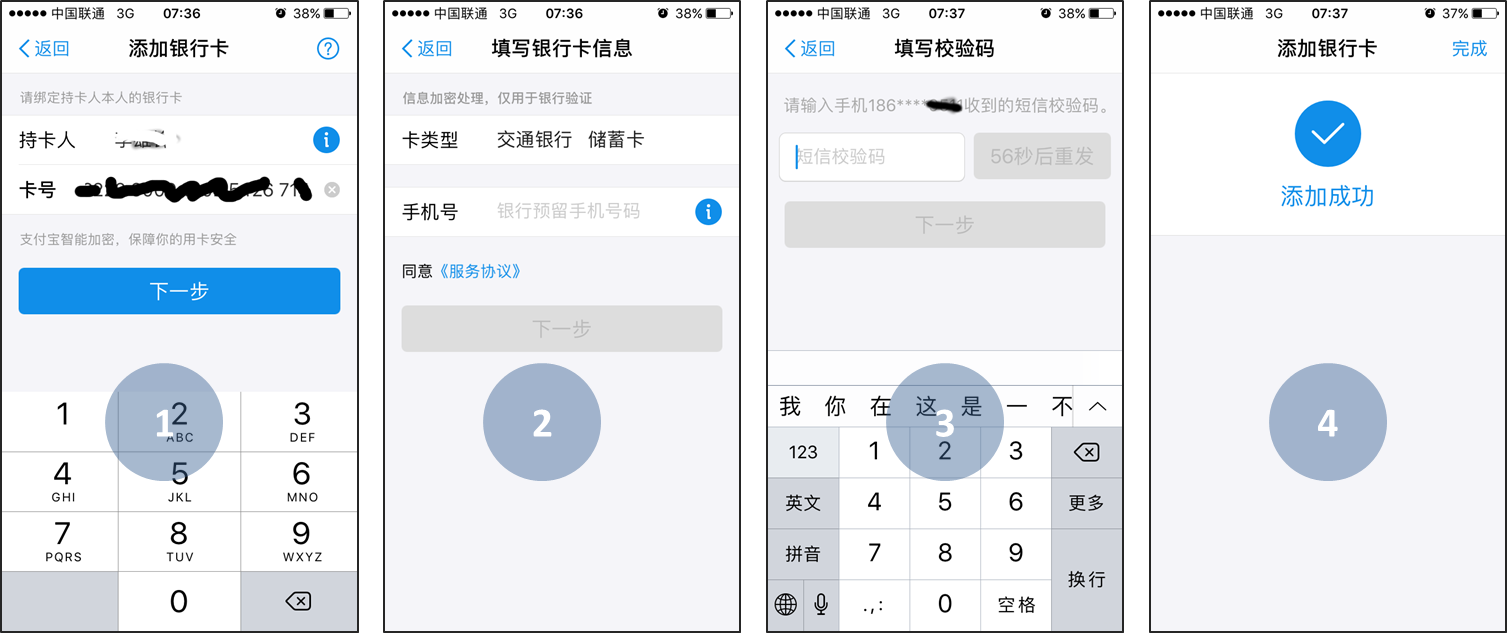 中国联通 3G 07:36 38%
返回 添加银行卡 ?
请绑定持卡人本人的银行卡
持卡人
卡号
支付宝智能加密，保障你的用卡安全
下一步
1
1 2 3
ABC DEF
4 5 6
GHI JKL MNO
7 8 9
PQRS TUV WXYZ
0
中国联通 3G 07:36 38%
返回 填写银行卡信息
信息加密处理，仅用于银行验证
卡类型 交通银行 储蓄卡
手机号 银行预留手机号码
同意《服务协议》
下一步
2
中国联通 3G 07:37 38%
返回 填写校验码
请输入手机186**** 收到的短信校验码。
短信校验码 56秒后重发
下一步
我 你 在 这 是 一 不
3
123 1 2 3
英文 4 5 6 更多
拼音 7 8 9
换行
.,: 0 空格
中国联通 3G 07:37 37%
添加银行卡 完成
添加成功
4